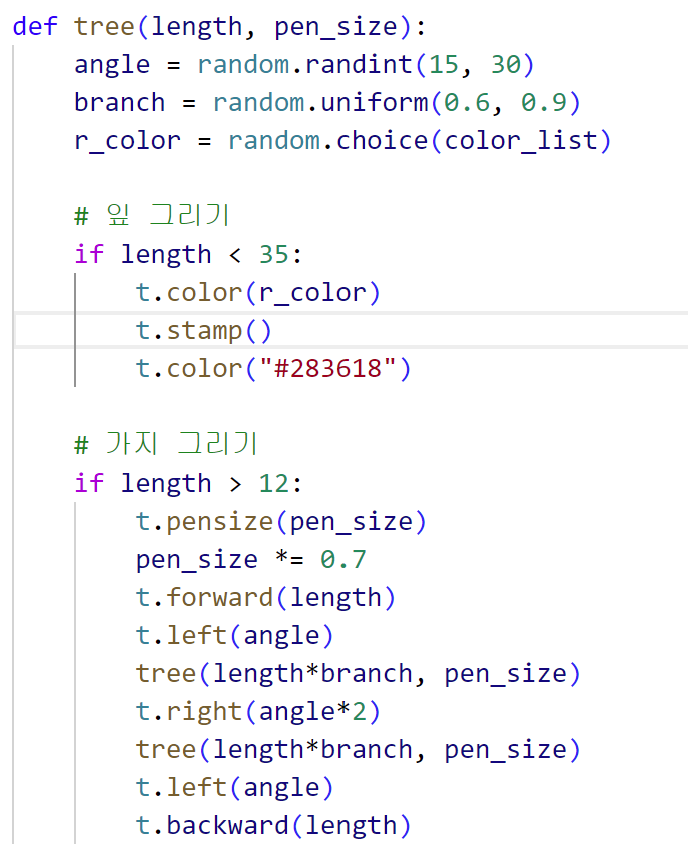 def tree(length, pen_size):
    angle = random.randint(15, 30)
    branch = random.uniform(0.6, 0.9)
    r_color = random.choice(color_list)

    # 잎 그리기
    if length < 35:
        t.color(r_color)
        t.stamp()
        t.color("#283618")

    # 가지 그리기
    if length > 12:
        t.pensize(pen_size)
        pen_size *= 0.7
        t.forward(length)
        t.left(angle)
        tree(length*branch, pen_size)
        t.right(angle*2)
        tree(length*branch, pen_size)
        t.left(angle)
        t.backward(length)